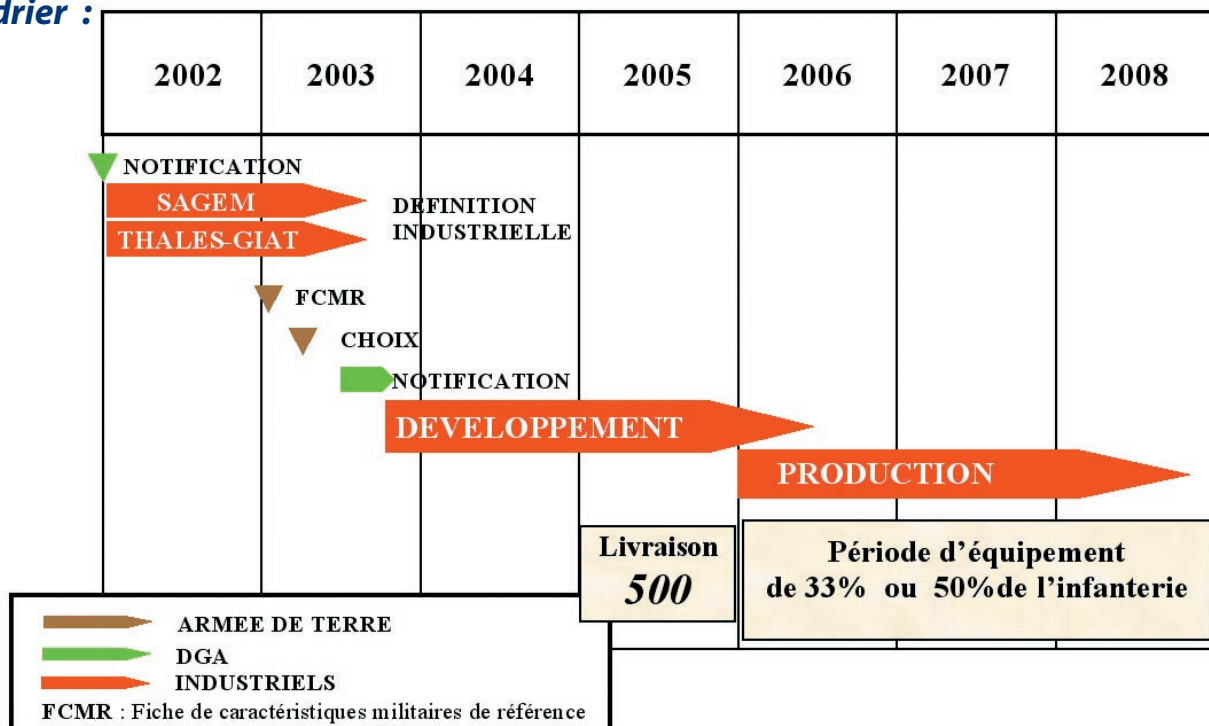 drier :
2002 2003 2004 2005 2006 2007 2008
NOTIFICATION
SAGEM
THALES-GIAT
DEFINITION
INDUSTRIELLE
FCMR
CHOIX
NOTIFICATION
DEVELOPPEMENT
PRODUCTION
Livraison
500
Période d'équipement
de 33% ou 50%de l'infanterie
ARMEE DE TERRE
DGA
INDUSTRIELS
FCMR : Fiche de caractéristiques militaires de référence